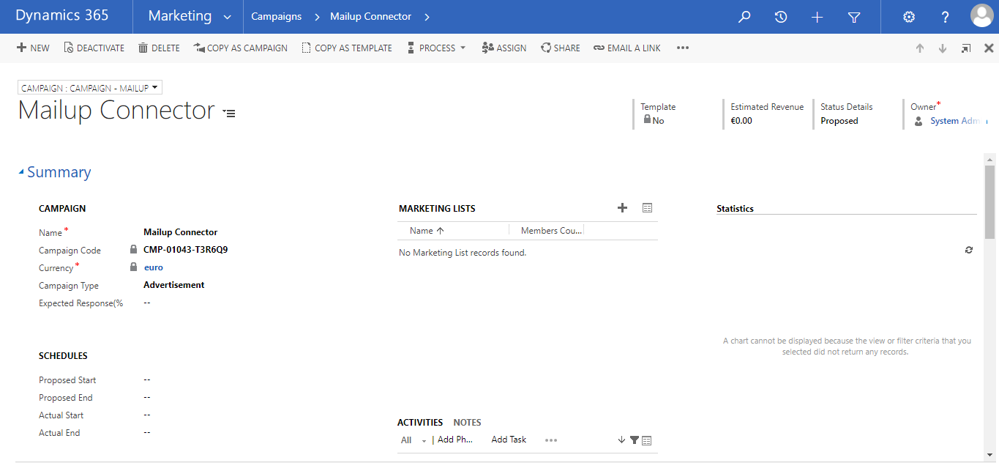 Dynamics 365 Marketing Campaigns Mailup Connector ?
NEW DEACTIVATE DELETE COPY AS CAMPAIGN COPY AS TEMPLATE PROCESS ASSIGN SHARE EMAIL A LINK
CAMPAIGN : CAMPAIGN - MAILUP
Mailup Connector
Template
No
Estimated Revenue
€0.00
Status Details
Proposed
Owner*
System Adm
Summary
CAMPAIGN
Name* Mailup Connector
Campaign Code CMP-01043-T3R6Q9
Currency* euro
Campaign Type Advertisement
Expected Response(% --
SCHEDULES
Proposed Start --
Proposed End --
Actual Start --
Actual End --
MARKETING LISTS
Name Members Cou...
No Marketing List records found.
ACTIVITIES NOTES
All | Add Ph... Add Task
Statistics
A chart cannot be displayed because the view or filter criteria that you
selected did not return any records.